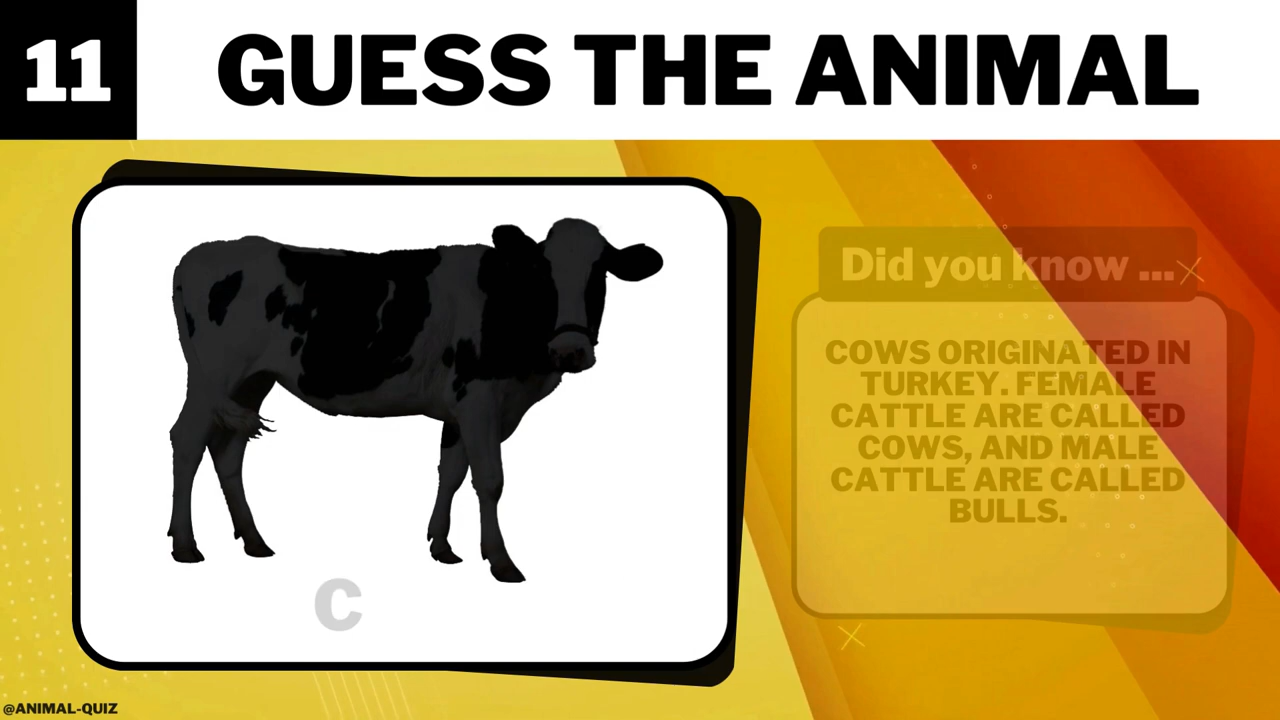 11
GUESS THE ANIMAL
Did you know ...
COWS ORIGINATED IN
TURKEY. FEMALE
CATTLE ARE CALLED
COWS, AND MALE
CATTLE ARE CALLED
BULLS.
C
@ANIMAL-QUIZ